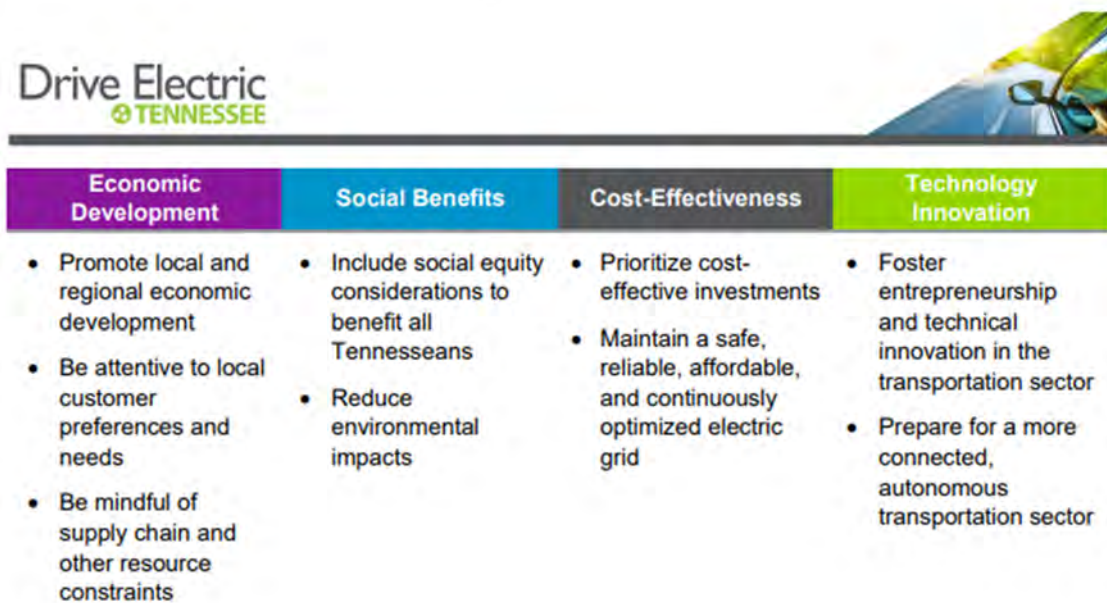 Drive Electric
TENNESSEE
Economic
Development
Social Benefits
Cost-Effectiveness
Technology
Innovation
• Promote local and
regional economic
development
• Be attentive to local
customer
preferences and
needs
• Be mindful of
supply chain and
other resource
constraints
• Include social equity
considerations to
benefit all
Tennesseans
• Reduce
environmental
impacts
• Prioritize cost-
effective investments
• Maintain a safe,
reliable, affordable,
and continuously
optimized electric
grid
• Foster
entrepreneurship
and technical
innovation in the
transportation sector
• Prepare for a more
connected,
autonomous
transportation sector